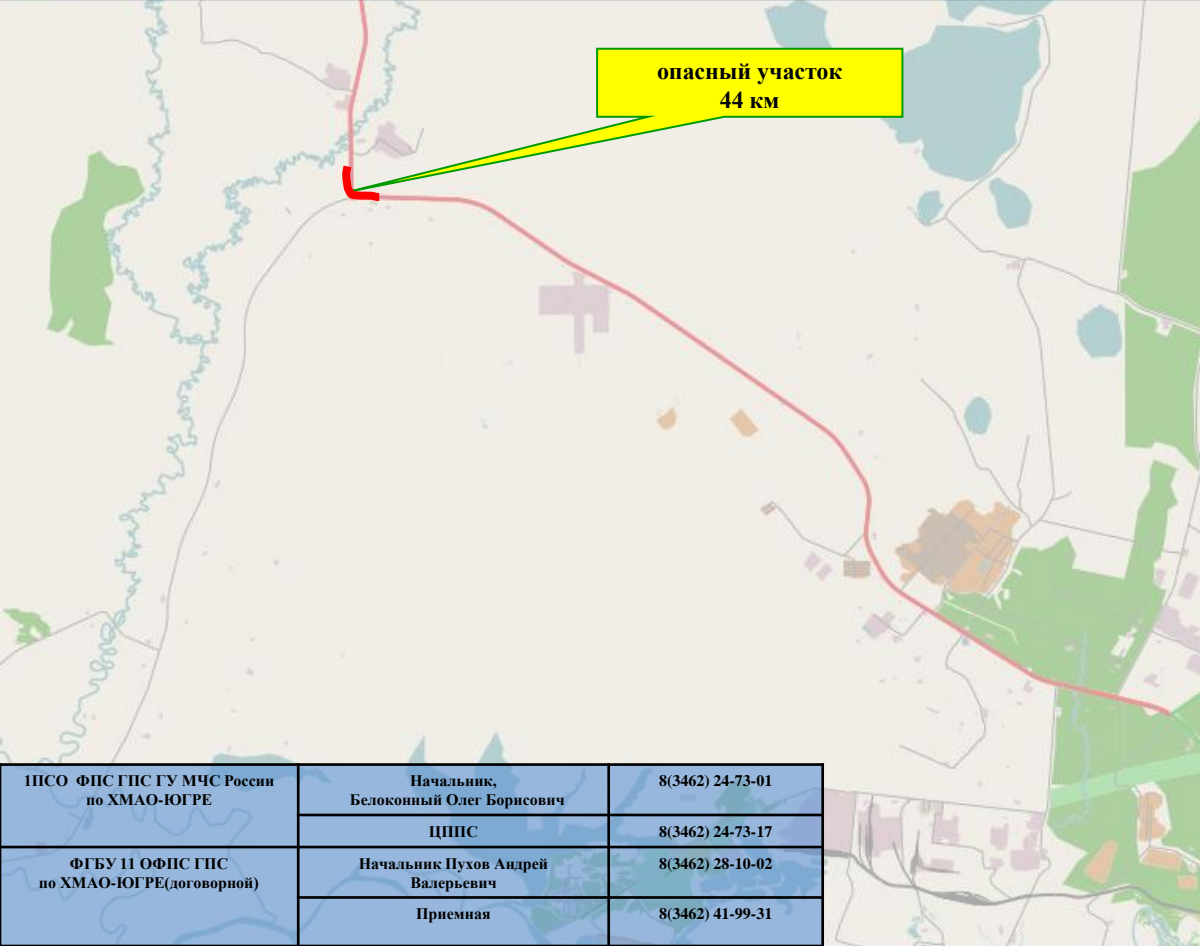 опасный участок
44 км
1ПСО ФПС ГПС ГУ МЧС России
по ХМАО-ЮГРЕ
Начальник,
Белоконный Олег Борисович
8(3462) 24-73-01
ЦППС
8(3462) 24-73-17
ФГБУ 11 ОФПС ГПС
по ХМАО-ЮГРЕ(договорной)
Начальник Пухов Андрей
Валерьевич
8(3462) 28-10-02
Приемная
8(3462) 41-99-31